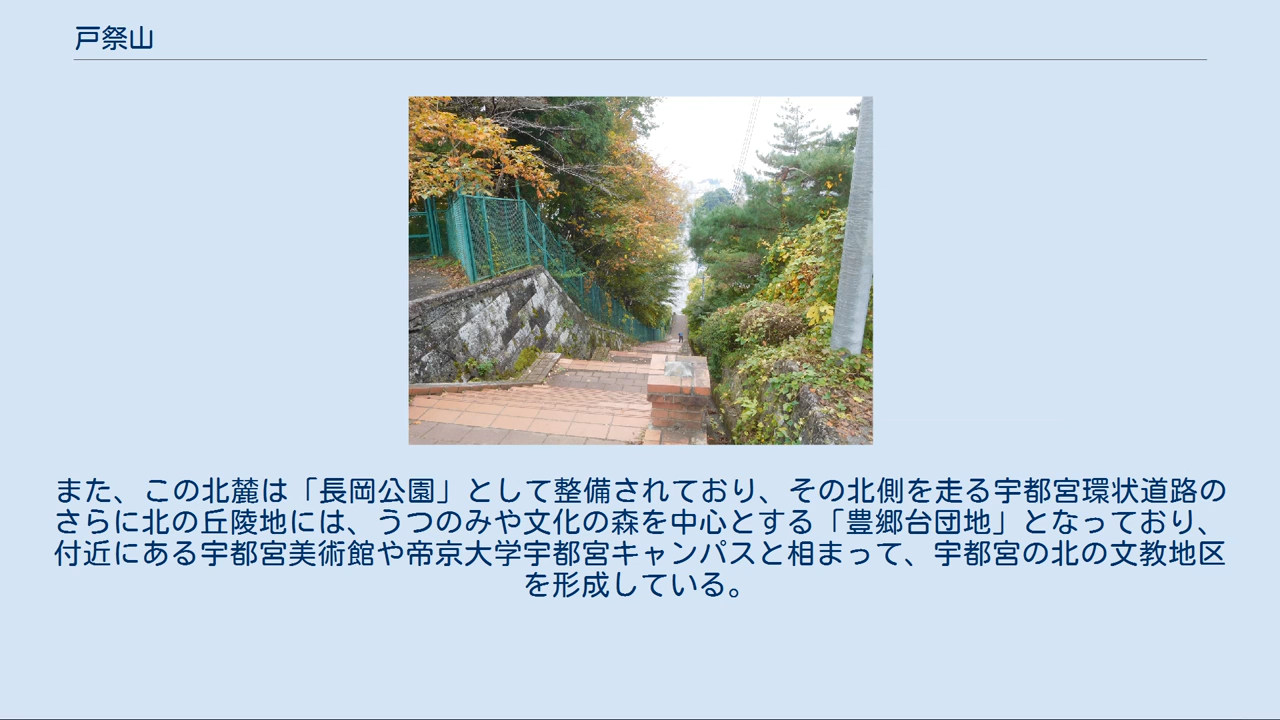 戸祭山
また、この北麓は「長岡公園」として整備されており、その北側を走る宇都宮環状道路の
さらに北の丘陵地には、うつのみや文化の森を中心とする「豊郷台団地」となっており、
付近にある宇都宮美術館や帝京大学宇都宮キャンパスと相まって、宇都宮の北の文教地区
を形成している。